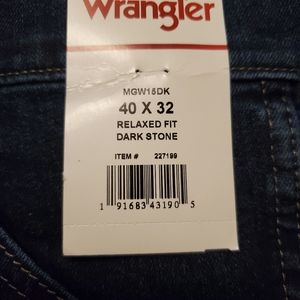 Wrangler
MGW15DK
40 X 32
RELAXED FIT
DARK STONE
ITEM # 227199
1 91683 43190 5